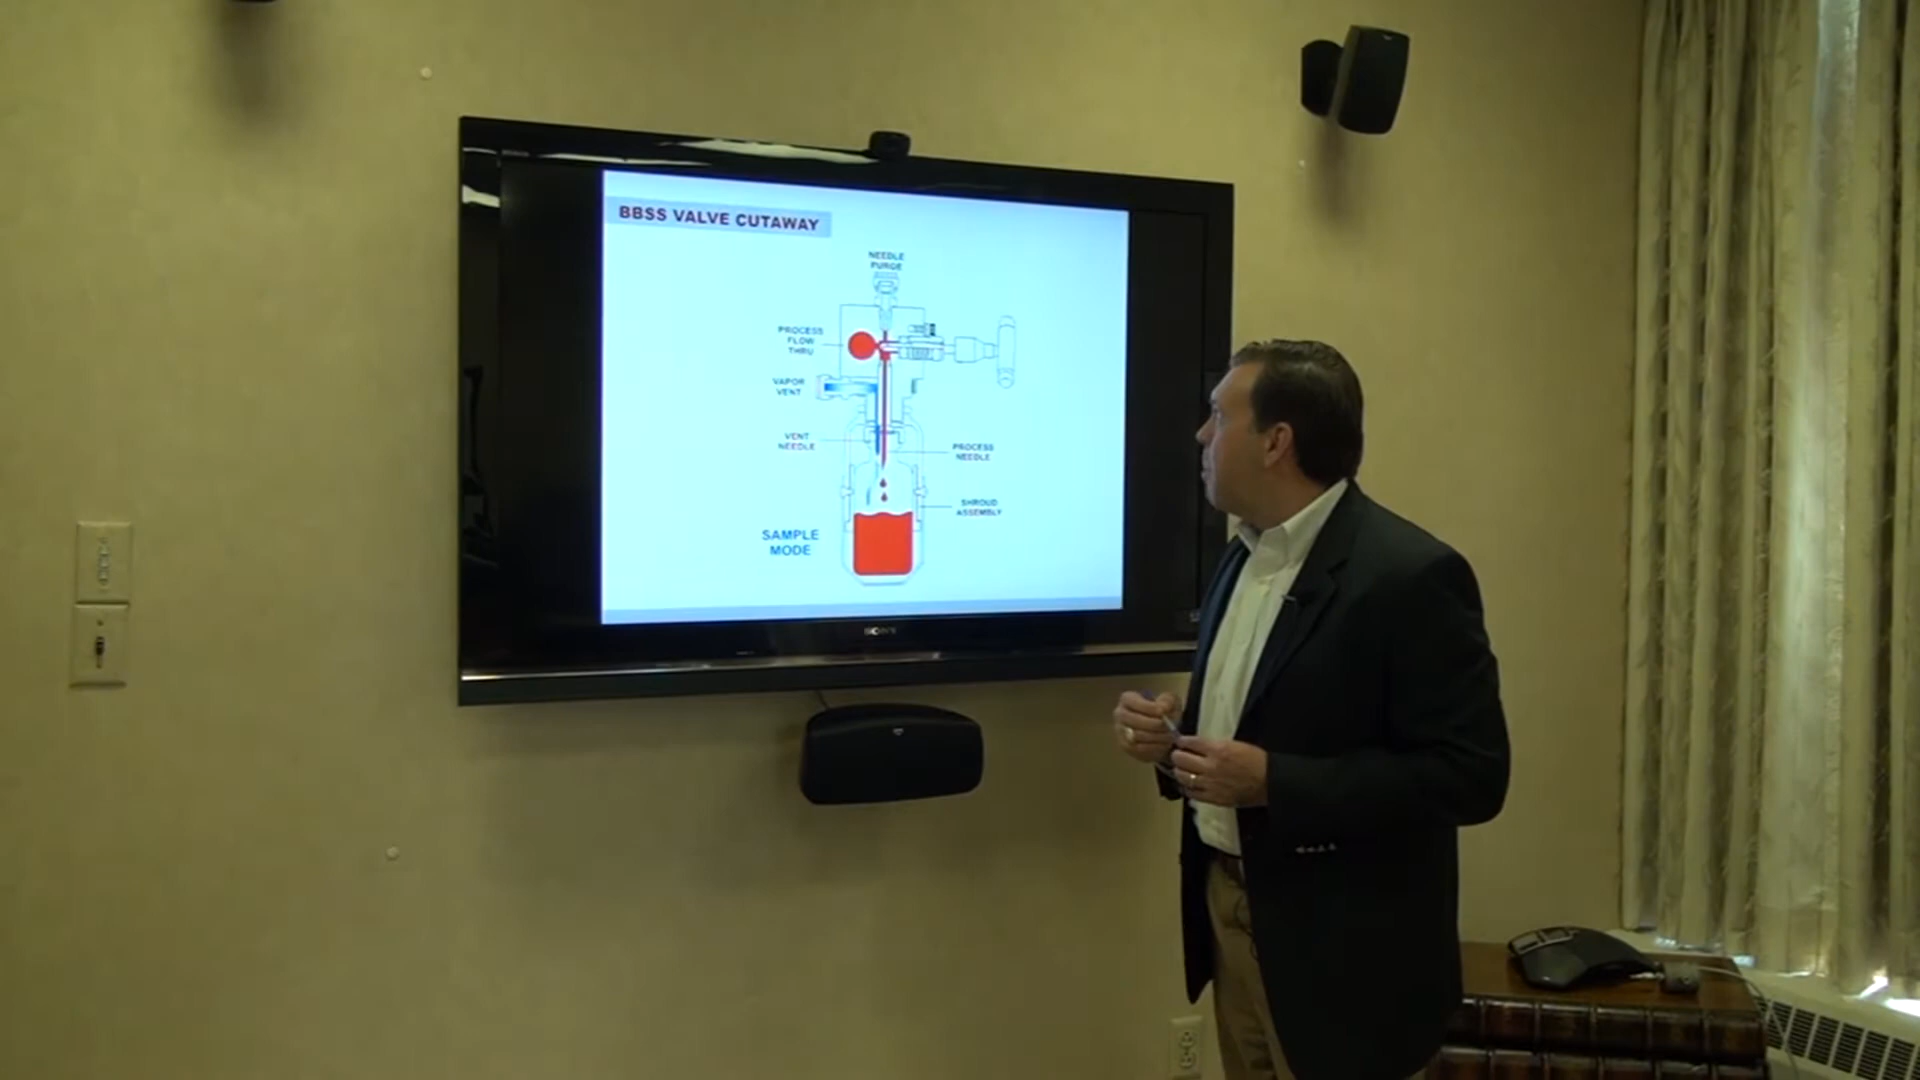 BBSS VALVE CUTAWAY
NEEDLE
PURGE
PROCESS
FLOW
THRU
VAPOR
VENT
VENT
NEEDLE
PROCESS
NEEDLE
SHROUD
ASSEMBLY
SAMPLE
MODE
SONY